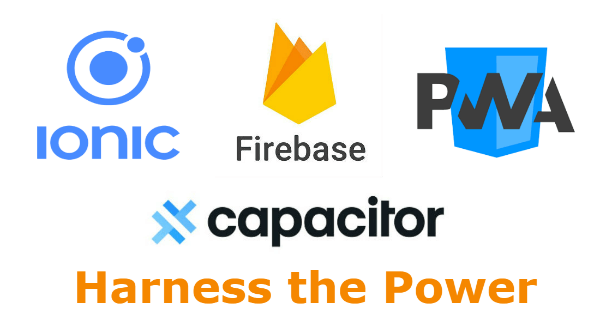 IONIC
Firebase
PWA
capacitor
Harness the Power